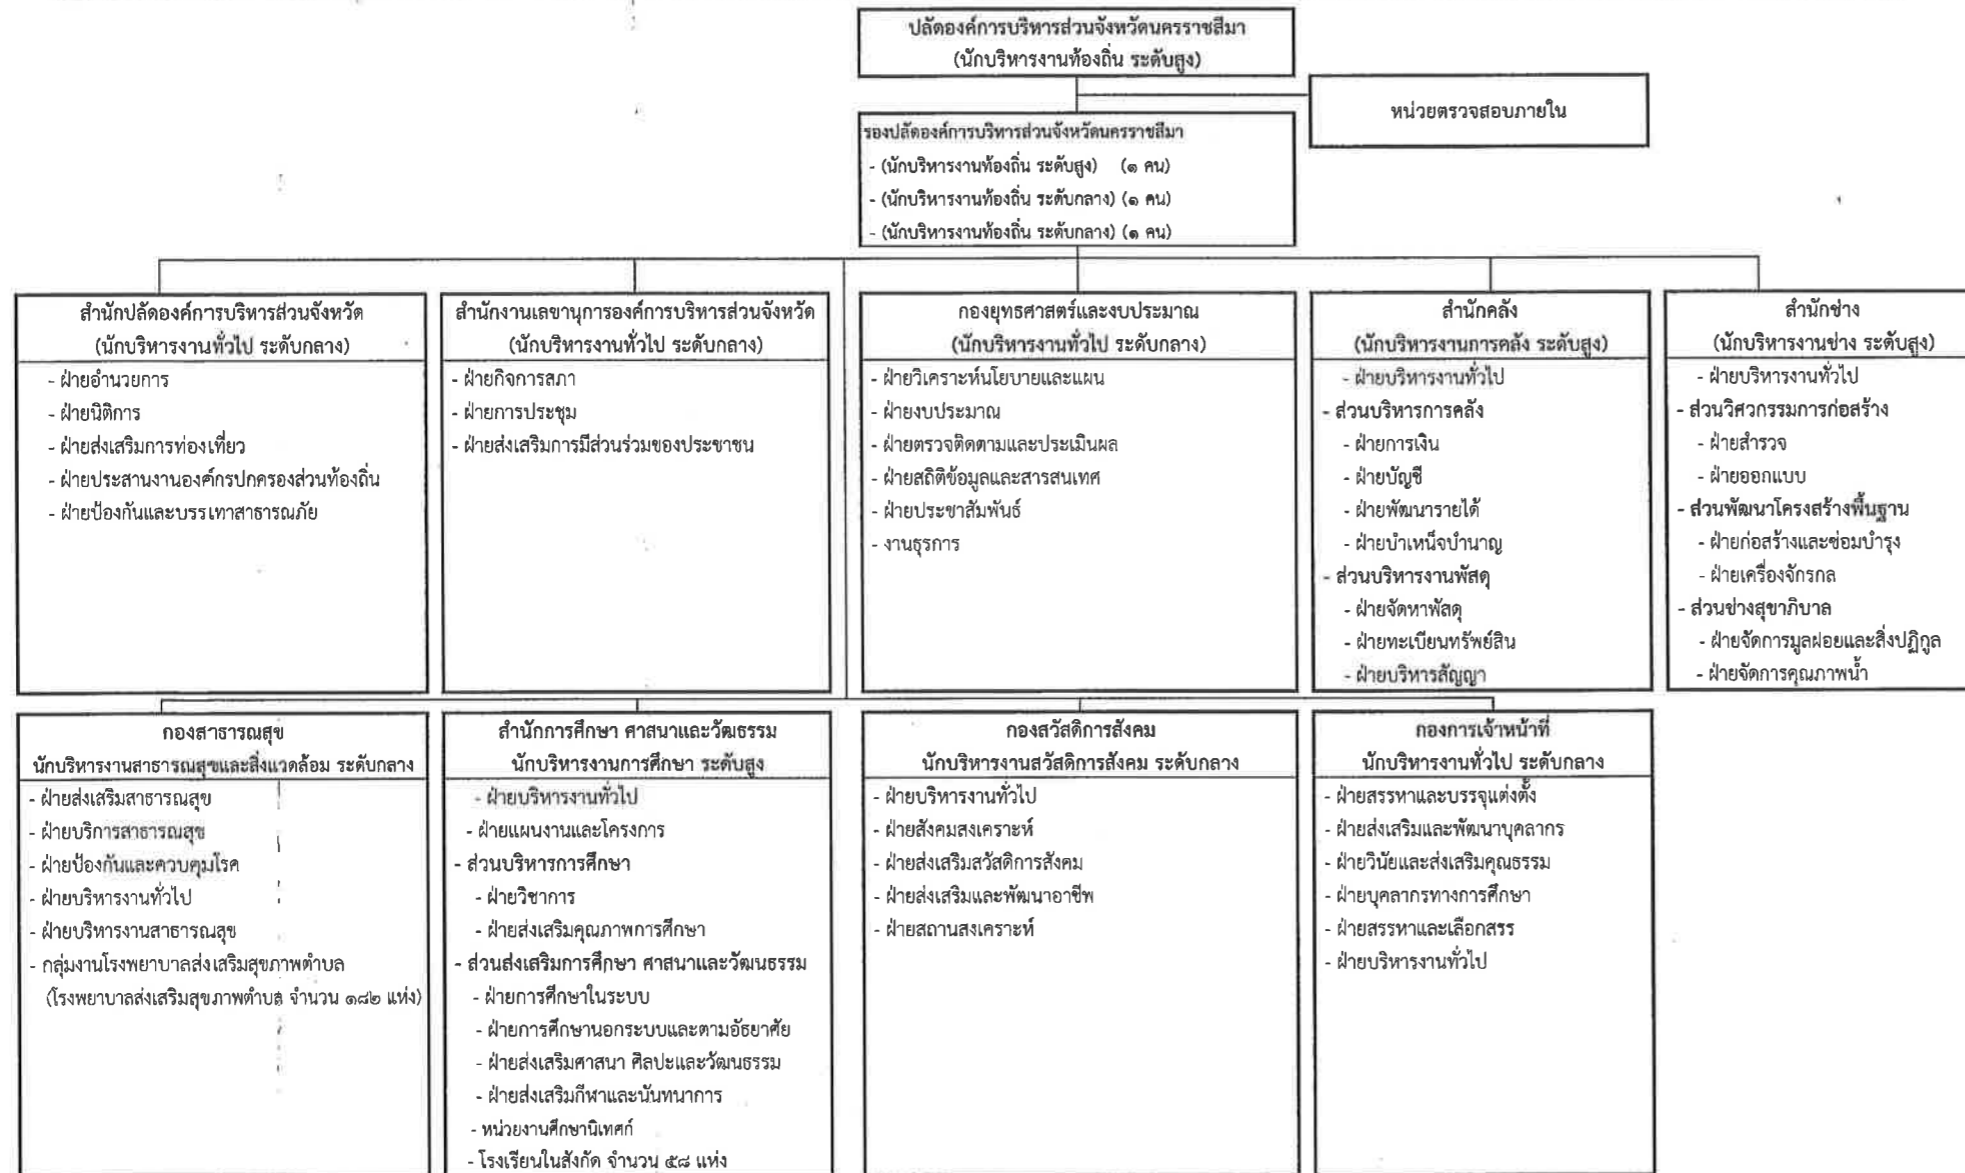 ปลัดองค์การบริหารส่วนจังหวัดนครราชสีมา
(นักบริหารงานท้องถิ่น ระดับสูง)
หน่วยตรวจสอบภายใน
รองปลัดองค์การบริหารส่วนจังหวัดนครราชสีมา
- (นักบริหารงานท้องถิ่น ระดับสูง) (๑ คน)
- (นักบริหารงานท้องถิ่น ระดับกลาง) (๑ คน)
- (นักบริหารงานท้องถิ่น ระดับกลาง) (๑ คน)
สำนักปลัดองค์การบริหารส่วนจังหวัด
(นักบริหารงานทั่วไป ระดับกลาง)
- ฝ่ายอำนวยการ
- ฝ่ายนิติการ
- ฝ่ายส่งเสริมการท่องเที่ยว
- ฝ่ายประสานงานองค์กรปกครองส่วนท้องถิ่น
- ฝ่ายป้องกันและบรรเทาสาธารณภัย
สำนักงานเลขานุการองค์การบริหารส่วนจังหวัด
(นักบริหารงานทั่วไป ระดับกลาง)
- ฝ่ายกิจการสภา
- ฝ่ายการประชุม
- ฝ่ายส่งเสริมการมีส่วนร่วมของประชาชน
กองยุทธศาสตร์และงบประมาณ
(นักบริหารงานทั่วไป ระดับกลาง)
- ฝ่ายวิเคราะห์นโยบายและแผน
- ฝ่ายงบประมาณ
- ฝ่ายตรวจติดตามและประเมินผล
- ฝ่ายสถิติข้อมูลและสารสนเทศ
- ฝ่ายประชาสัมพันธ์
- งานธุรการ
สำนักคลัง
(นักบริหารงานการคลัง ระดับสูง)
- ฝ่ายบริหารงานทั่วไป
- ส่วนบริหารการคลัง
- ฝ่ายการเงิน
- ฝ่ายบัญชี
- ฝ่ายพัฒนารายได้
- ฝ่ายบำเหน็จบำนาญ
- ส่วนบริหารงานพัสดุ
- ฝ่ายจัดหาพัสดุ
- ฝ่ายทะเบียนทรัพย์สิน
- ฝ่ายบริหารสัญญา
สำนักช่าง
(นักบริหารงานช่าง ระดับสูง)
- ฝ่ายบริหารงานทั่วไป
- ส่วนวิศวกรรมการก่อสร้าง
- ฝ่ายสำรวจ
- ฝ่ายออกแบบ
- ส่วนพัฒนาโครงสร้างพื้นฐาน
- ฝ่ายก่อสร้างและซ่อมบำรุง
- ฝ่ายเครื่องจักรกล
- ส่วนช่างสุขาภิบาล
- ฝ่ายจัดการมูลฝอยและสิ่งปฏิกูล
- ฝ่ายจัดการคุณภาพน้ำ
กองสาธารณสุข
นักบริหารงานสาธารณสุขและสิ่งแวดล้อม ระดับกลาง
- ฝ่ายส่งเสริมสาธารณสุข
- ฝ่ายบริการสาธารณสุข
- ฝ่ายป้องกันและควบคุมโรค
- ฝ่ายบริหารงานทั่วไป
- ฝ่ายบริหารงานสาธารณสุข
- กลุ่มงานโรงพยาบาลส่งเสริมสุขภาพตำบล
(โรงพยาบาลส่งเสริมสุขภาพตำบล จำนวน ๑๘๒ แห่ง)
สำนักการศึกษา ศาสนาและวัฒธรรม
นักบริหารงานการศึกษา ระดับสูง
- ฝ่ายบริหารงานทั่วไป
- ฝ่ายแผนงานและโครงการ
- ส่วนบริหารการศึกษา
- ฝ่ายวิชาการ
- ฝ่ายส่งเสริมคุณภาพการศึกษา
- ส่วนส่งเสริมการศึกษา ศาสนาและวัฒนธรรม
- ฝ่ายการศึกษาในระบบ
- ฝ่ายการศึกษานอกระบบและตามอัธยาศัย
- ฝ่ายส่งเสริมศาสนา ศิลปะและวัฒนธรรม
- ฝ่ายส่งเสริมกีฬาและนันทนาการ
- หน่วยงานศึกษานิเทศก์
- โรงเรียนในสังกัด จำนวน ๕๘ แห่ง
กองสวัสดิการสังคม
นักบริหารงานสวัสดิการสังคม ระดับกลาง
- ฝ่ายบริหารงานทั่วไป
- ฝ่ายสังคมสงเคราะห์
- ฝ่ายส่งเสริมสวัสดิการสังคม
- ฝ่ายส่งเสริมและพัฒนาอาชีพ
- ฝ่ายสถานสงเคราะห์
กองการเจ้าหน้าที่
นักบริหารงานทั่วไป ระดับกลาง
- ฝ่ายสรรหาและบรรจุแต่งตั้ง
- ฝ่ายส่งเสริมและพัฒนาบุคลากร
- ฝ่ายวินัยและส่งเสริมคุณธรรม
- ฝ่ายบุคลากรทางการศึกษา
- ฝ่ายสรรหาและเลือกสรร
- ฝ่ายบริหารงานทั่วไป